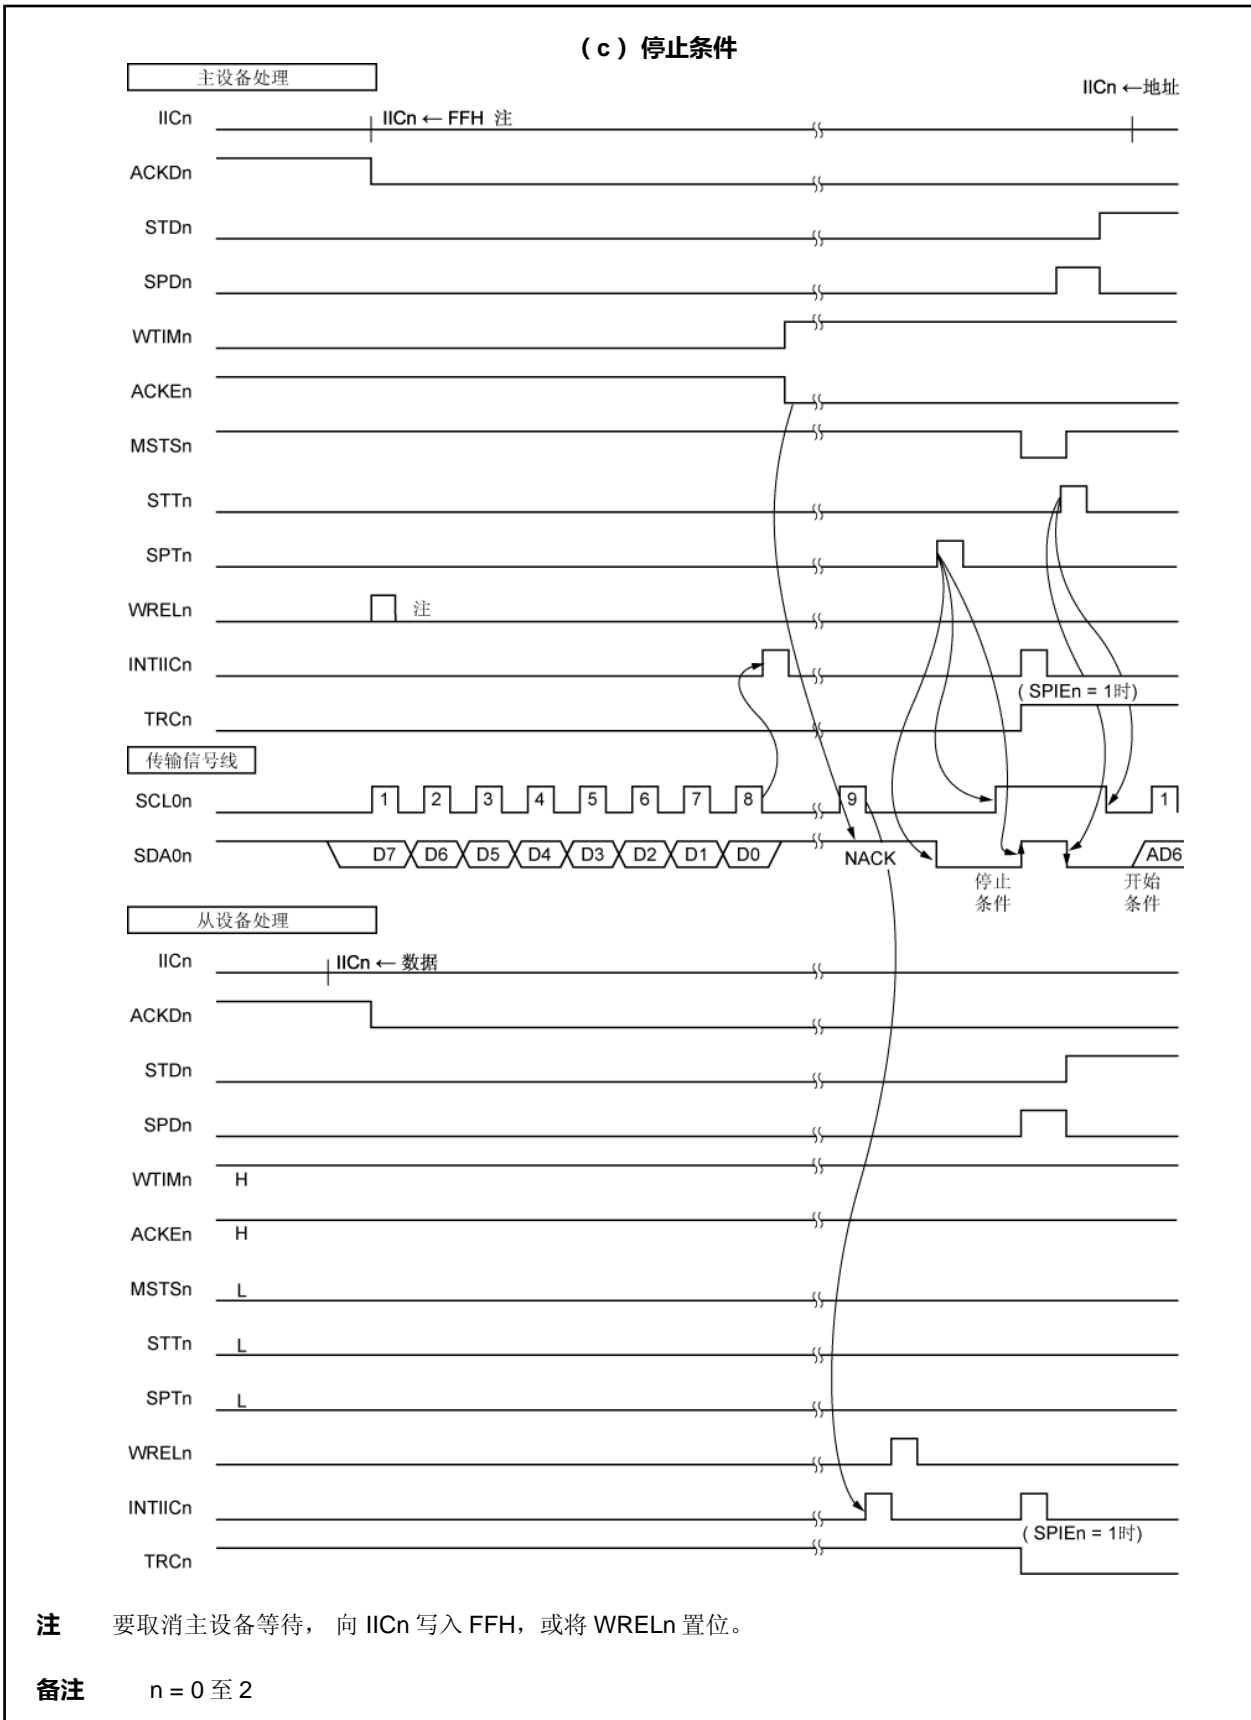 （c）停止条件
主设备处理
IICn ←地址
IICn IICn ← FFH 注
ACKDn
STDn
SPDn
WTIMn
ACKEn
MSTSn
STTn
SPTn
WRELn 注
INTIICn
( SPIEn = 1时)
TRCn
传输信号线
SCL0n 1 2 3 4 5 6 7 8 9 1
SDA0n D7 D6 D5 D4 D3 D2 D1 D0 NACK AD6
停止 开始
条件 条件
从设备处理
IICn IICn ← 数据
ACKDn
STDn
SPDn
WTIMn H
ACKEn H
MSTSn L
STTn L
SPTn L
WRELn
INTIICn
( SPIEn = 1时)
TRCn
注 要取消主设备等待， 向 IICn 写入 FFH，或将 WRELn 置位。
备注 n = 0 至 2